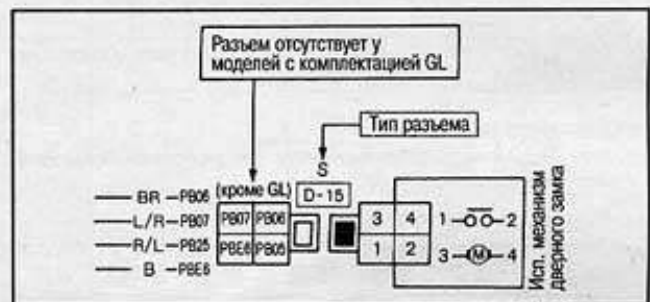 Разъем отсутствует у
моделей с комплектацией GL
Тип разъема
S
(кроме GL) D-15
BR PB06
L/R PB07
R/L PB25
B PBE6
PB07 PB06
PBE6 PB05
3 4
1 2
1 2
3 M 4
Исп. механизм
дверного замка